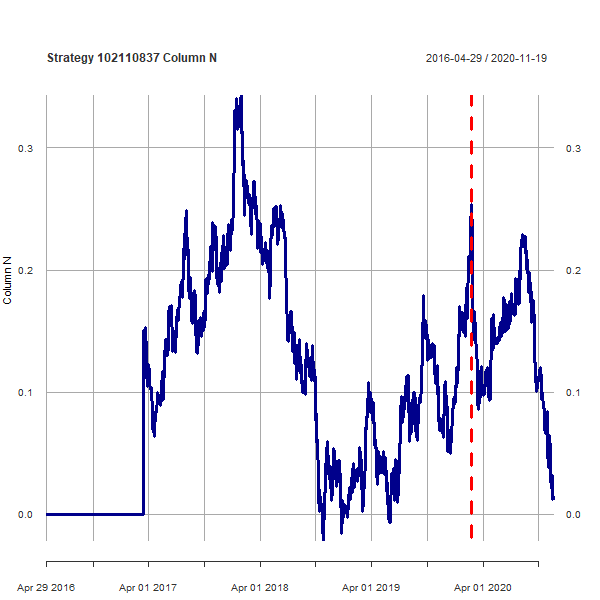 Strategy 102110837 Column N
2016-04-29 / 2020-11-19
Column N
0.3
0.3
0.2
0.2
0.1
0.1
0.0
0.0
Apr 29 2016
Apr 01 2017
Apr 01 2018
Apr 01 2019
Apr 01 2020